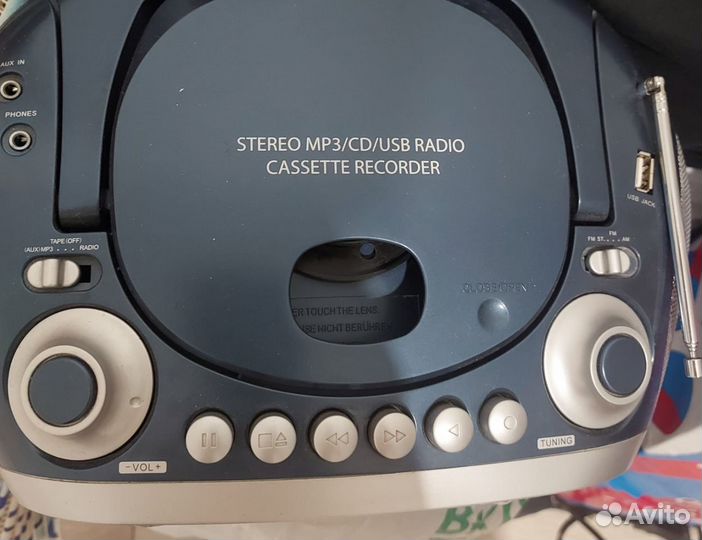 AUX IN
PHONES
STEREO MP3/CD/USB RADIO
CASSETTE RECORDER
USB JACK
TAPE(OFF)
(AUX)MP3 . . . RADIO
FM
FM ST. . . . AM
CLOSE/OPEN
ER TOUCH THE LENS.
SE NICHT BERÜHREN
-VOL+
TUNING
Avito